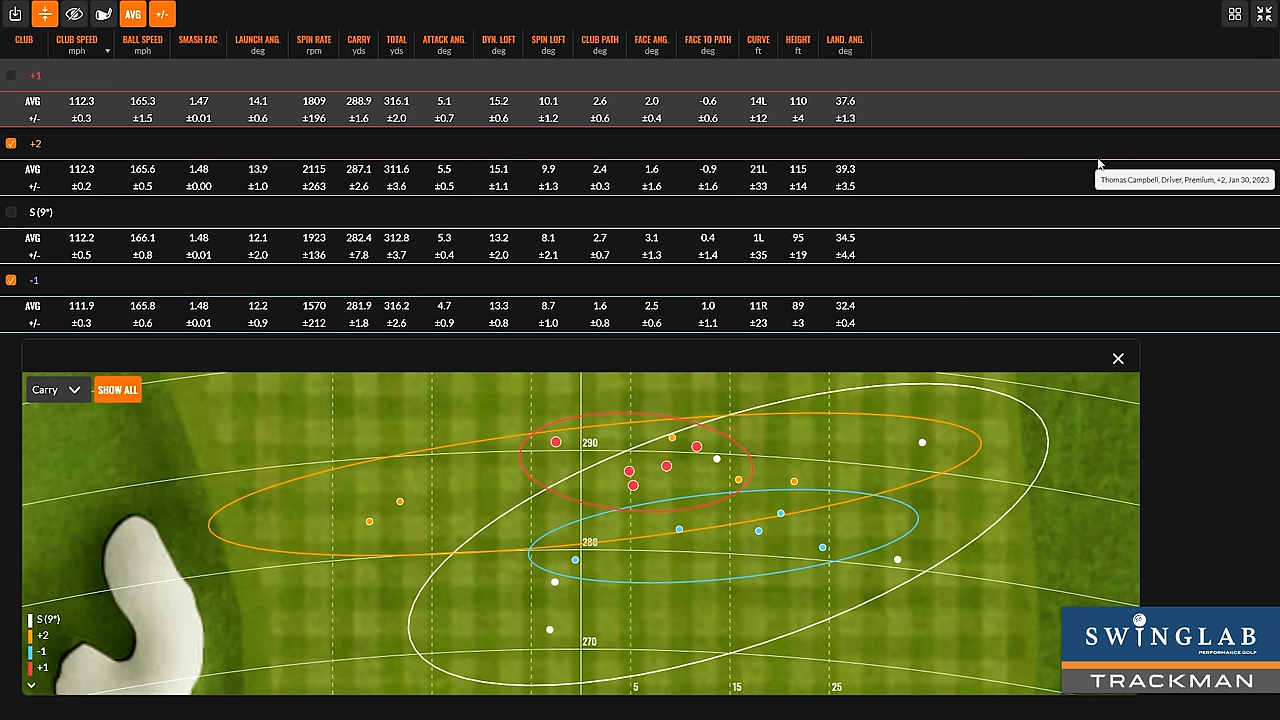 AVG +/-
CLUB CLUB SPEED BALL SPEED SMASH FAC. LAUNCH ANG. SPIN RATE CARRY TOTAL ATTACK ANG. DYN. LOFT SPIN LOFT CLUB PATH FACE ANG. FACE TO PATH CURVE HEIGHT LAND. ANG.
mph mph deg rpm yds yds deg deg deg deg deg deg ft ft deg
+1
AVG 112.3 165.3 1.47 14.1 1809 288.9 316.1 5.1 15.2 10.1 2.6 2.0 -0.6 14L 110 37.6
+/- ±0.3 ±1.5 ±0.01 ±0.6 ±196 ±1.6 ±2.0 ±0.7 ±0.6 ±1.2 ±0.6 ±0.4 ±0.6 ±12 ±4 ±1.3
+2
AVG 112.3 165.6 1.48 13.9 2115 287.1 311.6 5.5 15.1 9.9 2.4 1.6 -0.9 21L 115 39.3
+/- ±0.2 ±0.5 ±0.00 ±1.0 ±263 ±2.6 ±3.6 ±0.5 ±1.1 ±1.3 ±0.3 ±1.6 ±1.6 ±33 ±14 ±3.5
Thomas Campbell, Driver, Premium, +2, Jan 30, 2023
S (9*)
AVG 112.2 166.1 1.48 12.1 1923 282.4 312.8 5.3 13.2 8.1 2.7 3.1 0.4 1L 95 34.5
+/- ±0.5 ±0.8 ±0.01 ±2.0 ±136 ±7.8 ±3.7 ±0.4 ±2.0 ±2.1 ±0.7 ±1.3 ±1.4 ±35 ±19 ±4.4
-1
AVG 111.9 165.8 1.48 12.2 1570 281.9 316.2 4.7 13.3 8.7 1.6 2.5 1.0 11R 89 32.4
+/- ±0.3 ±0.6 ±0.01 ±0.9 ±212 ±1.8 ±2.6 ±0.9 ±0.8 ±1.0 ±0.8 ±0.6 ±1.1 ±23 ±3 ±0.4
Carry SHOW ALL
290
280
270
S (9*)
+2
-1
+1
5 15 25
SWINGLAB
PERFORMANCE GOLF
TRACKMAN